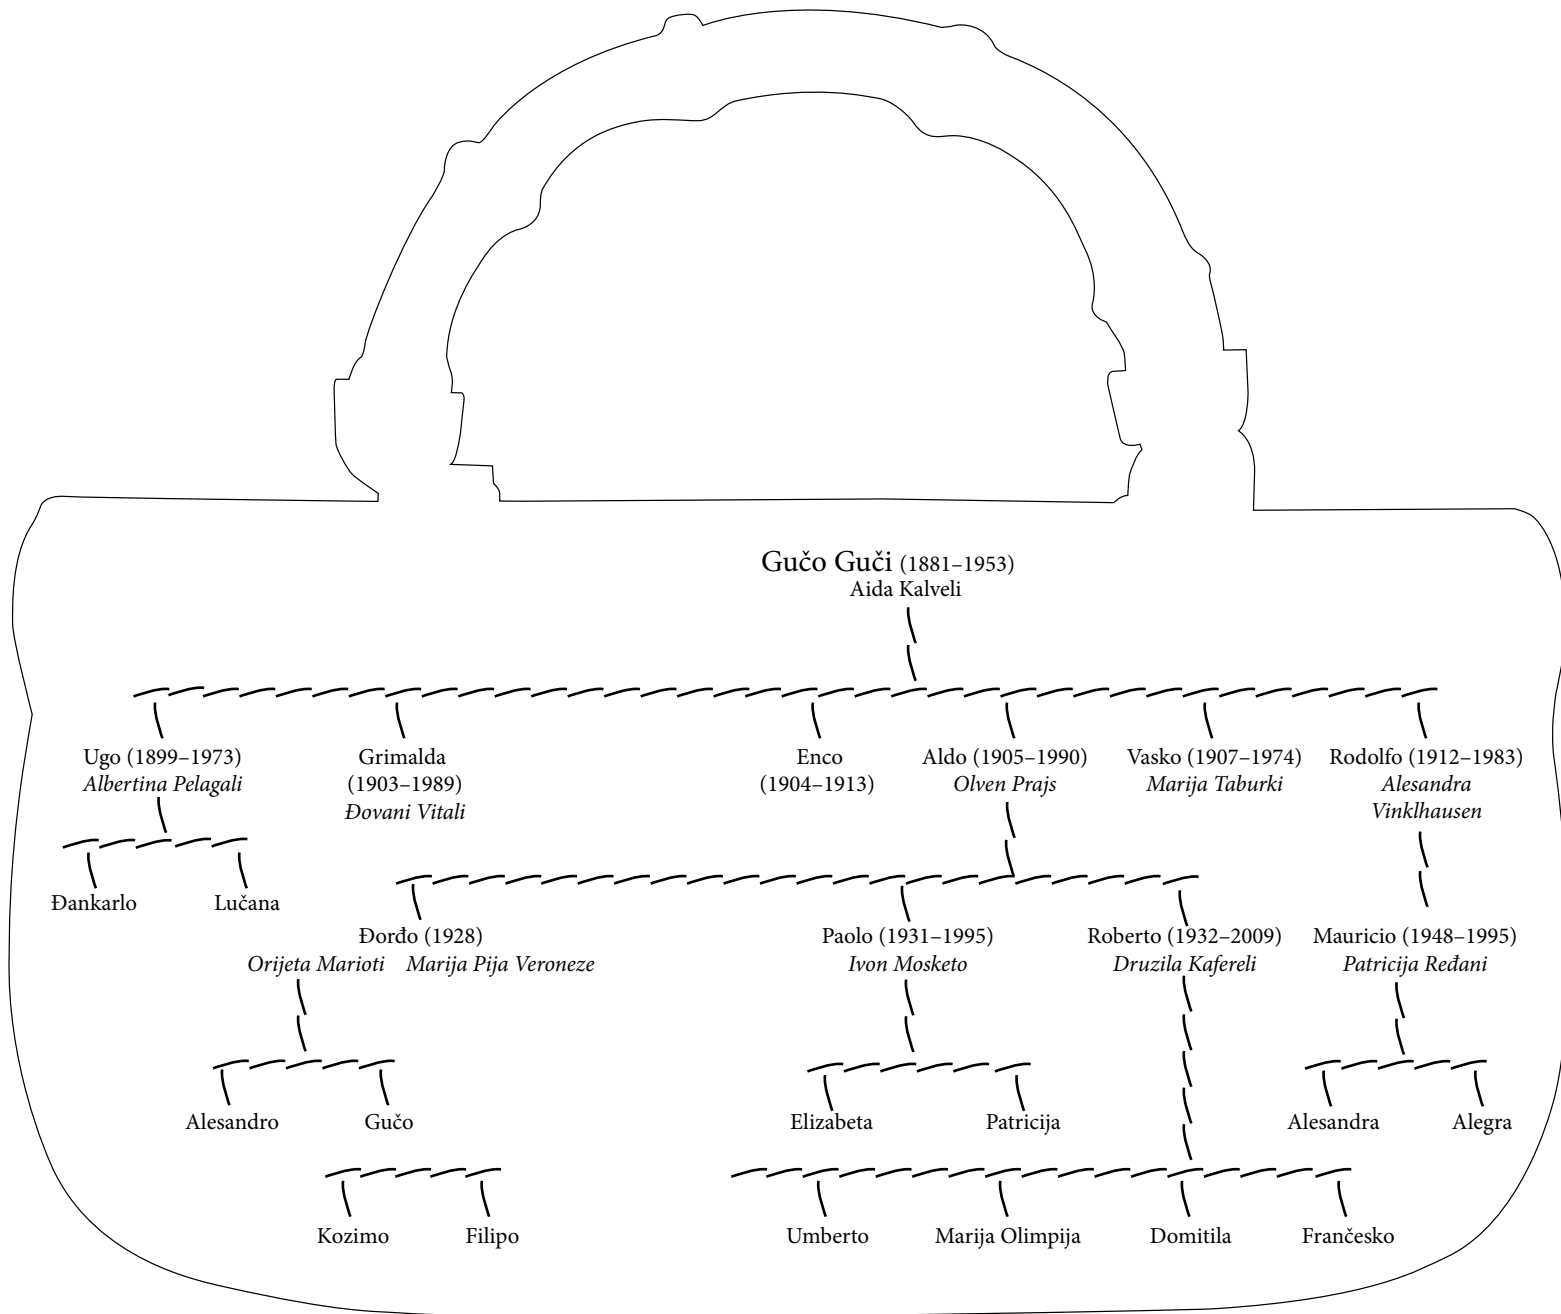 Gučo Guči (1881–1953)
Aida Kalveli
Ugo (1899–1973)
Albertina Pelagali
Grimalda
(1903–1989)
Đovani Vitali
Enco
(1904–1913)
Aldo (1905–1990)
Olven Prajs
Vasko (1907–1974)
Marija Taburki
Rodolfo (1912–1983)
Alesandra
Vinklhausen
Đankarlo
Lučana
Đorđo (1928)
Orijeta Marioti Marija Pija Veroneze
Paolo (1931–1995)
Ivon Mosketo
Roberto (1932–2009)
Druzila Kafereli
Mauricio (1948–1995)
Patricija Ređani
Alesandro
Gučo
Elizabeta
Patricija
Alesandra
Alegra
Kozimo
Filipo
Umberto
Marija Olimpija
Domitila
Frančesko